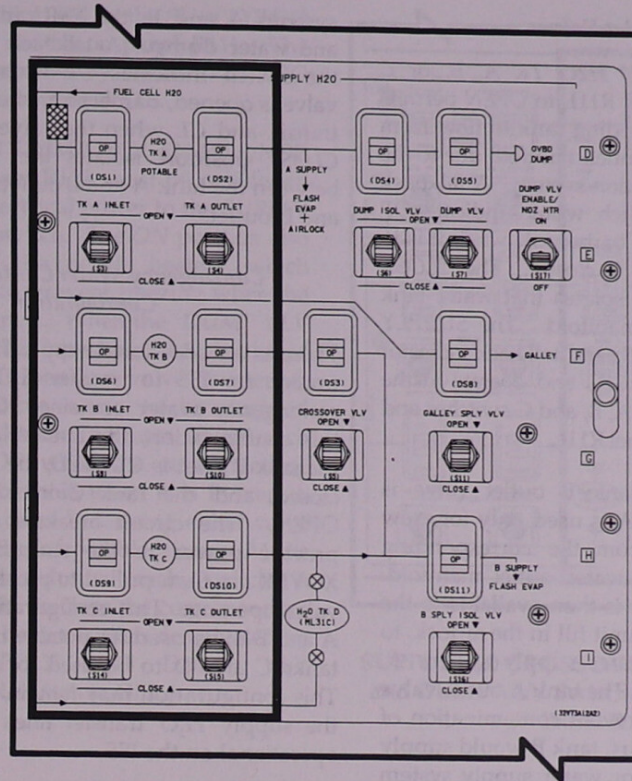 SUPPLY H2O
FUEL CELL H2O
OP
H2O
TK A
OP
OP
OP
OVBD
DUMP
D
(DS1)
POTABLE
(DS2)
A SUPPLY
FLASH
EVAP
+
AIRLOCK
(DS4)
(DS5)
DUMP VLV
ENABLE/
NOZ HTR
ON
TK A INLET
TK A OUTLET
OPEN ▼
DUMP ISOL VLV
DUMP VLV
OPEN ▼
E
(S3)
(S4)
(S6)
(S7)
(S17)
CLOSE ▲
CLOSE ▲
OFF
OP
H2O
TK B
OP
OP
OP
GALLEY
F
(DS6)
(DS7)
(DS3)
(DS8)
TK B INLET
TK B OUTLET
OPEN ▼
CROSSOVER VLV
OPEN ▼
GALLEY SPLY VLV
OPEN ▼
(S8)
(S10)
(S5)
(S11)
G
CLOSE ▲
CLOSE ▲
CLOSE ▲
OP
H2O
TK C
OP
OP
H
(DS9)
(DS10)
(DS11)
B SUPPLY
FLASH EVAP
H2O TK D
(ML31C)
TK C INLET
TK C OUTLET
OPEN ▼
B SPLY ISOL VLV
OPEN ▼
(S14)
(S15)
(S16)
I
CLOSE ▲
CLOSE ▲
(32V73A12A2)